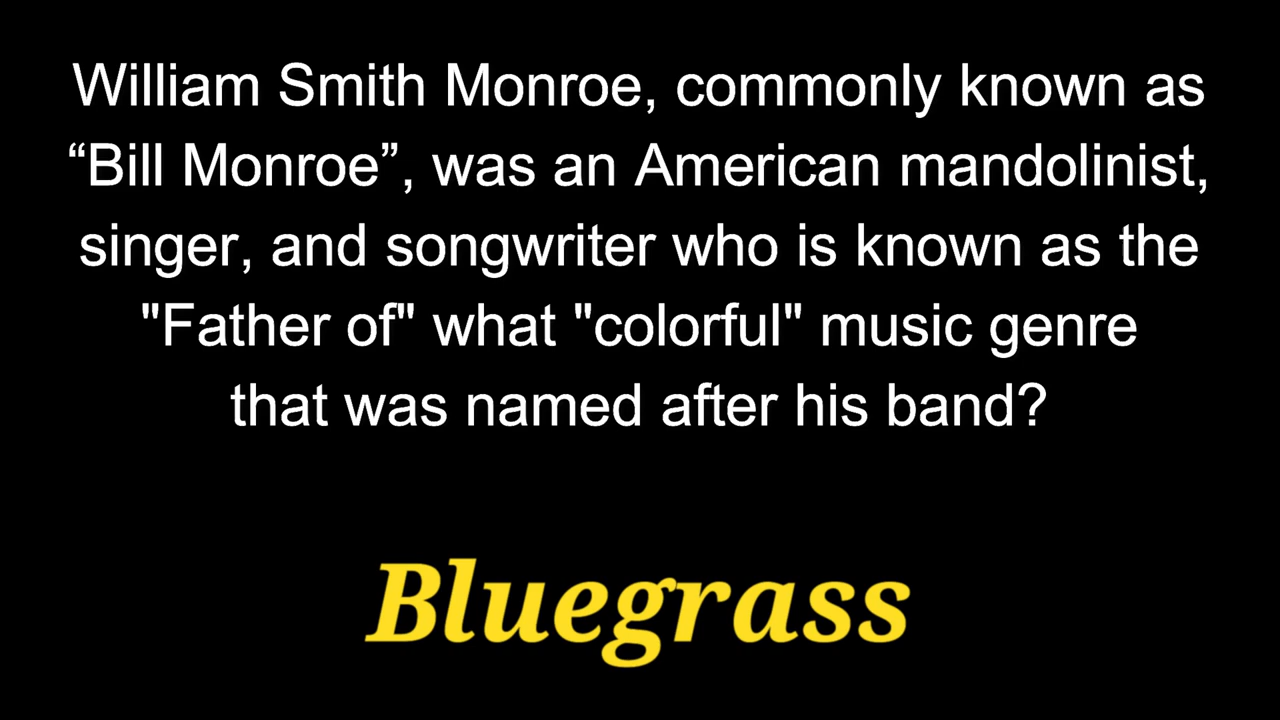 William Smith Monroe, commonly known as
“Bill Monroe”, was an American mandolinist,
singer, and songwriter who is known as the
"Father of" what "colorful" music genre
that was named after his band?
Bluegrass